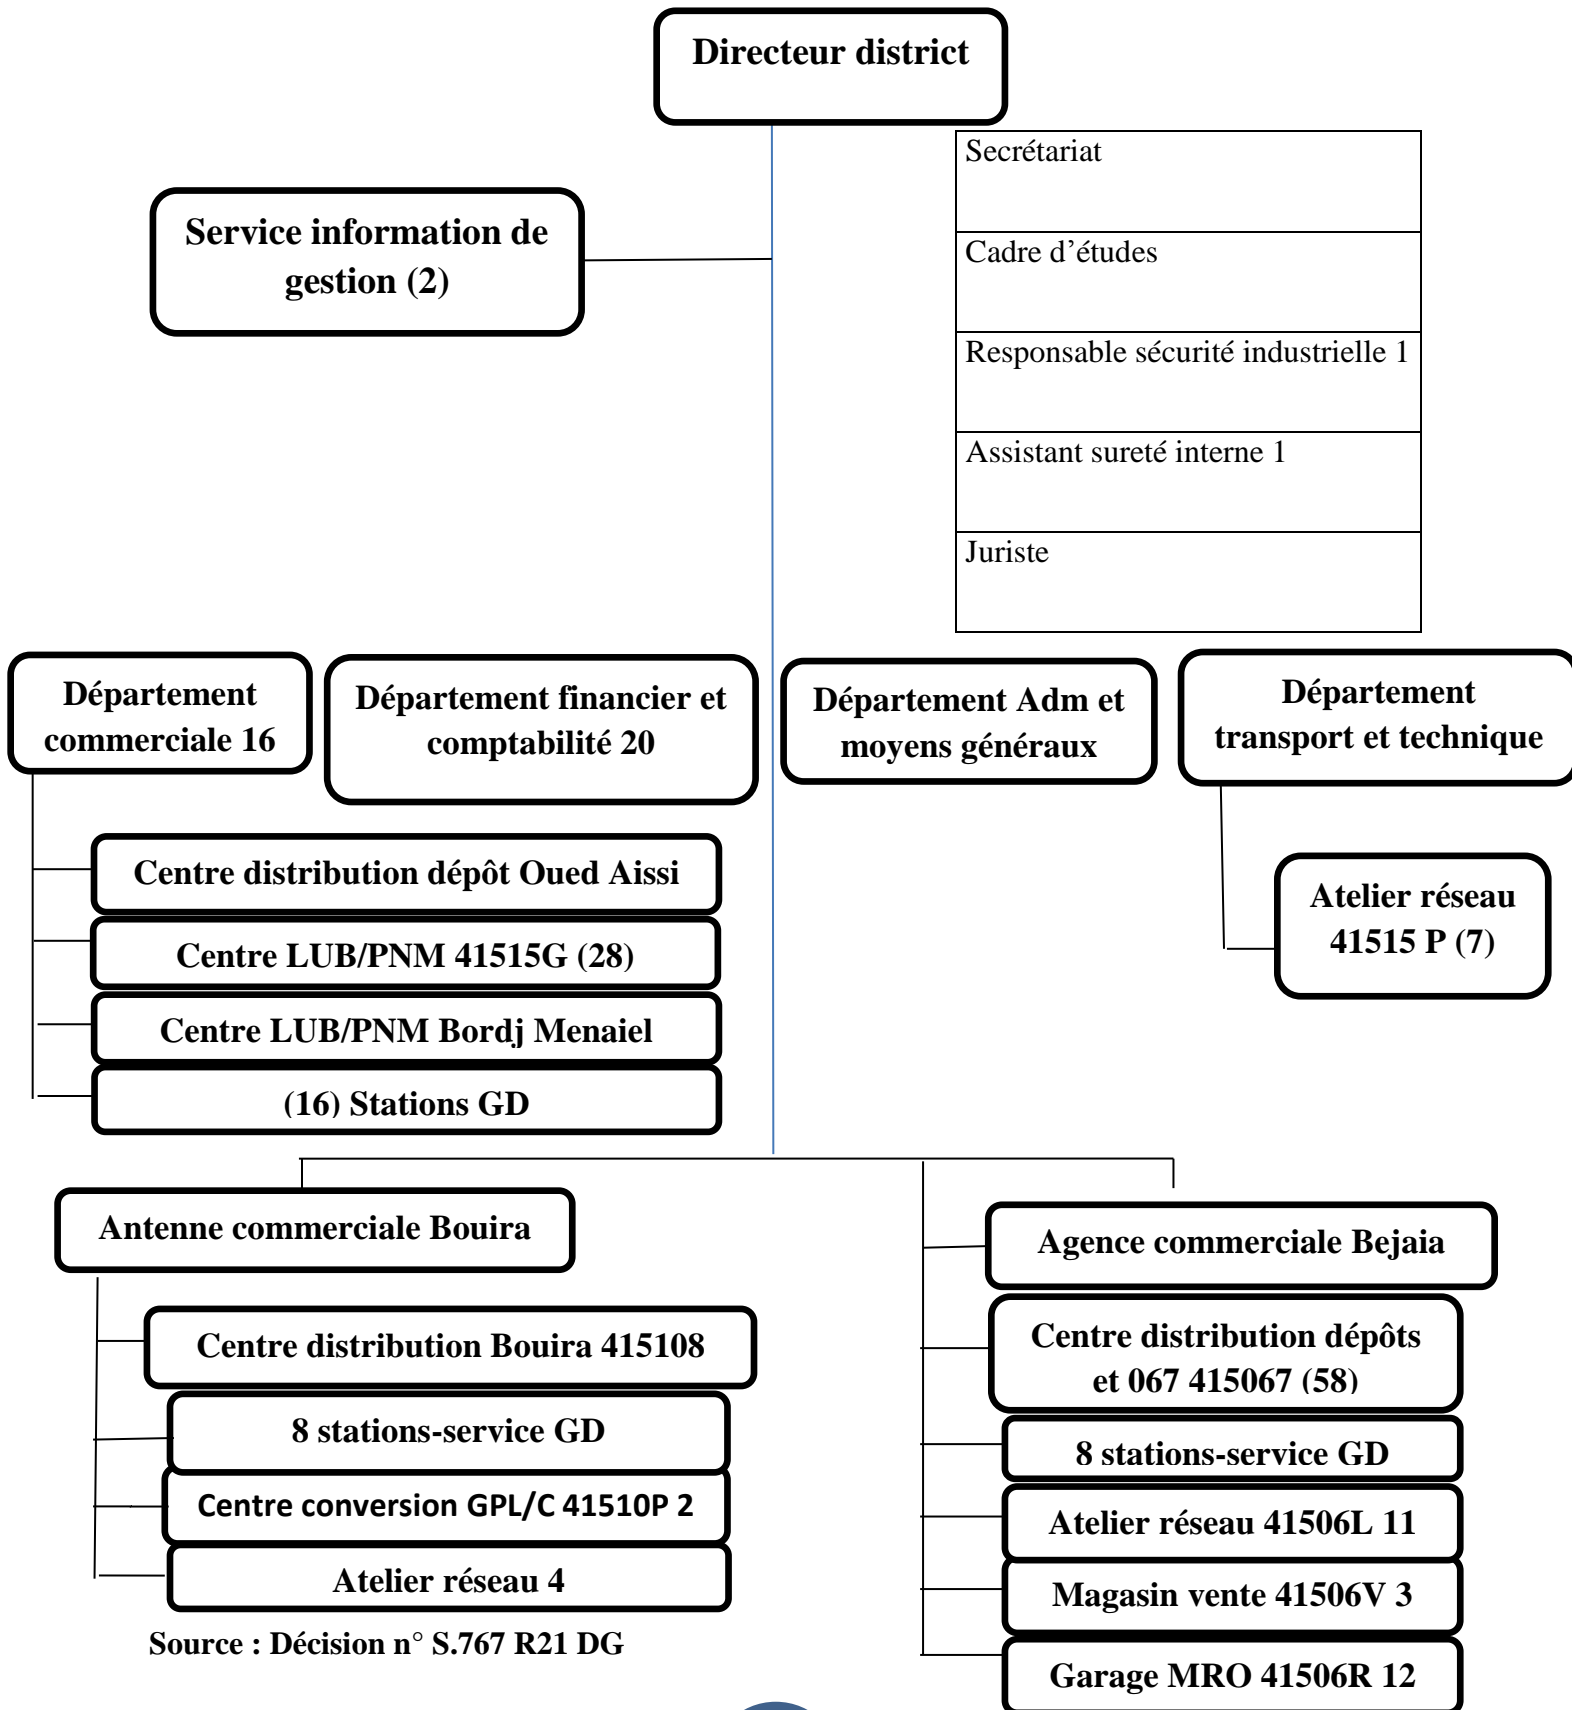 Directeur district
Secrétariat
Cadre d’études
Responsable sécurité industrielle 1
Assistant sureté interne 1
Juriste
Service information de
gestion (2)
Département
commerciale 16
Département financier et
comptabilité 20
Département Adm et
moyens généraux
Département
transport et technique
Centre distribution dépôt Oued Aissi
Centre LUB/PNM 41515G (28)
Centre LUB/PNM Bordj Menaiel
(16) Stations GD
Atelier réseau
41515 P (7)
Antenne commerciale Bouira
Centre distribution Bouira 415108
8 stations-service GD
Centre conversion GPL/C 41510P 2
Atelier réseau 4
Agence commerciale Bejaia
Centre distribution dépôts
et 067 415067 (58)
8 stations-service GD
Atelier réseau 41506L 11
Magasin vente 41506V 3
Garage MRO 41506R 12
Source : Décision n° S.767 R21 DG